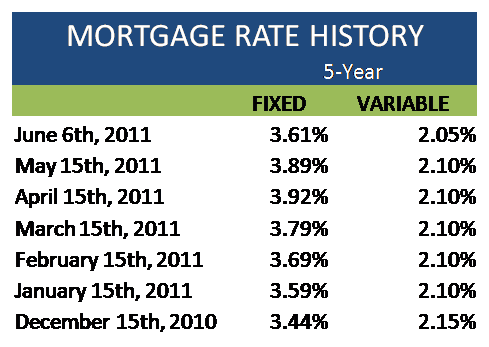 MORTGAGE RATE HISTORY
5-Year
FIXED VARIABLE
June 6th, 2011 3.61% 2.05%
May 15th, 2011 3.89% 2.10%
April 15th, 2011 3.92% 2.10%
March 15th, 2011 3.79% 2.10%
February 15th, 2011 3.69% 2.10%
January 15th, 2011 3.59% 2.10%
December 15th, 2010 3.44% 2.15%